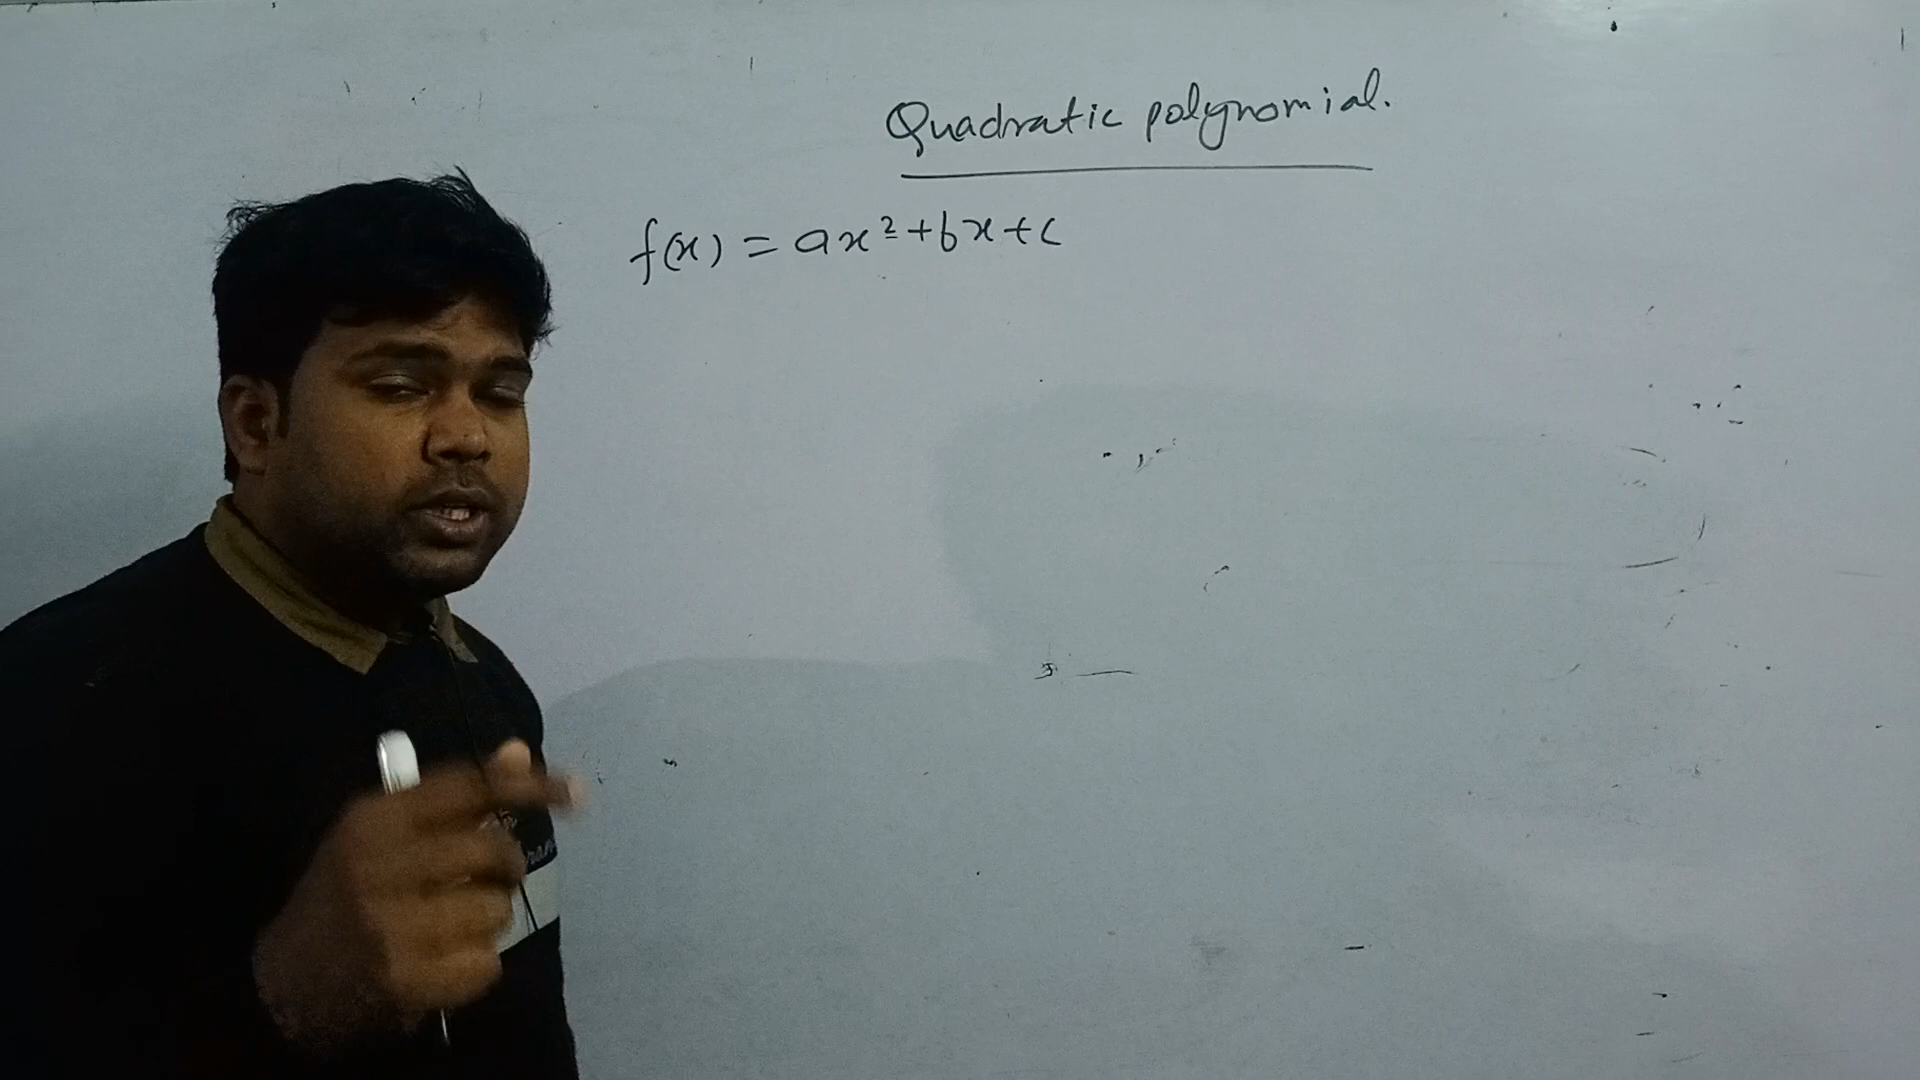 Quadratic polynomial.
f(x) = ax²+bx+c